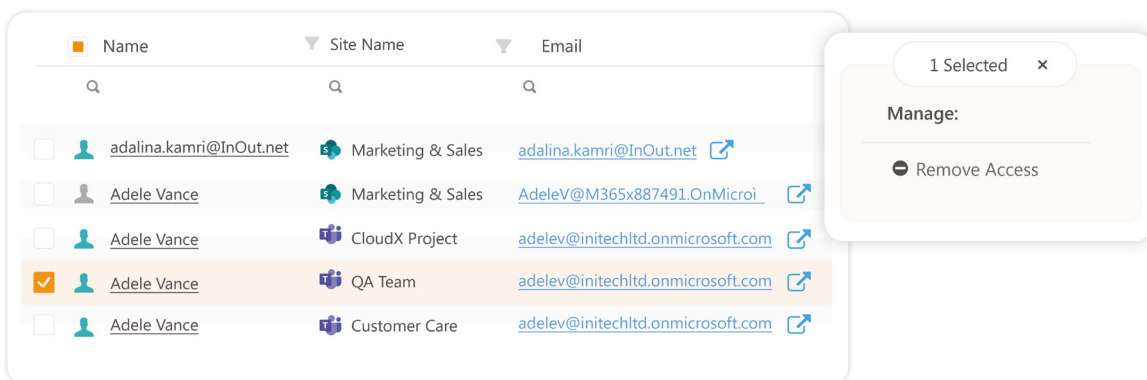 Name Site Name Email
adalina.kamri@InOut.net Marketing & Sales adalina.kamri@InOut.net
Adele Vance Marketing & Sales AdeleV@M365x887491.OnMicroì
Adele Vance CloudX Project adelev@initechltd.onmicrosoft.com
Adele Vance QA Team adelev@initechltd.onmicrosoft.com
Adele Vance Customer Care adelev@initechltd.onmicrosoft.com
1 Selected ×
Manage:
Remove Access